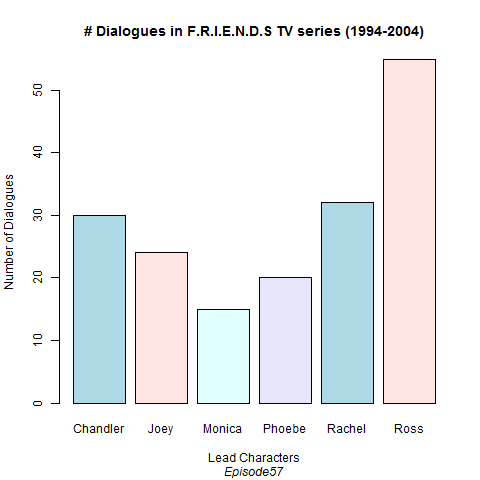 # Dialogues in F.R.I.E.N.D.S TV series (1994-2004)
Number of Dialogues
50
40
30
20
10
0
Chandler Joey Monica Phoebe Rachel Ross
Lead Characters
Episode57